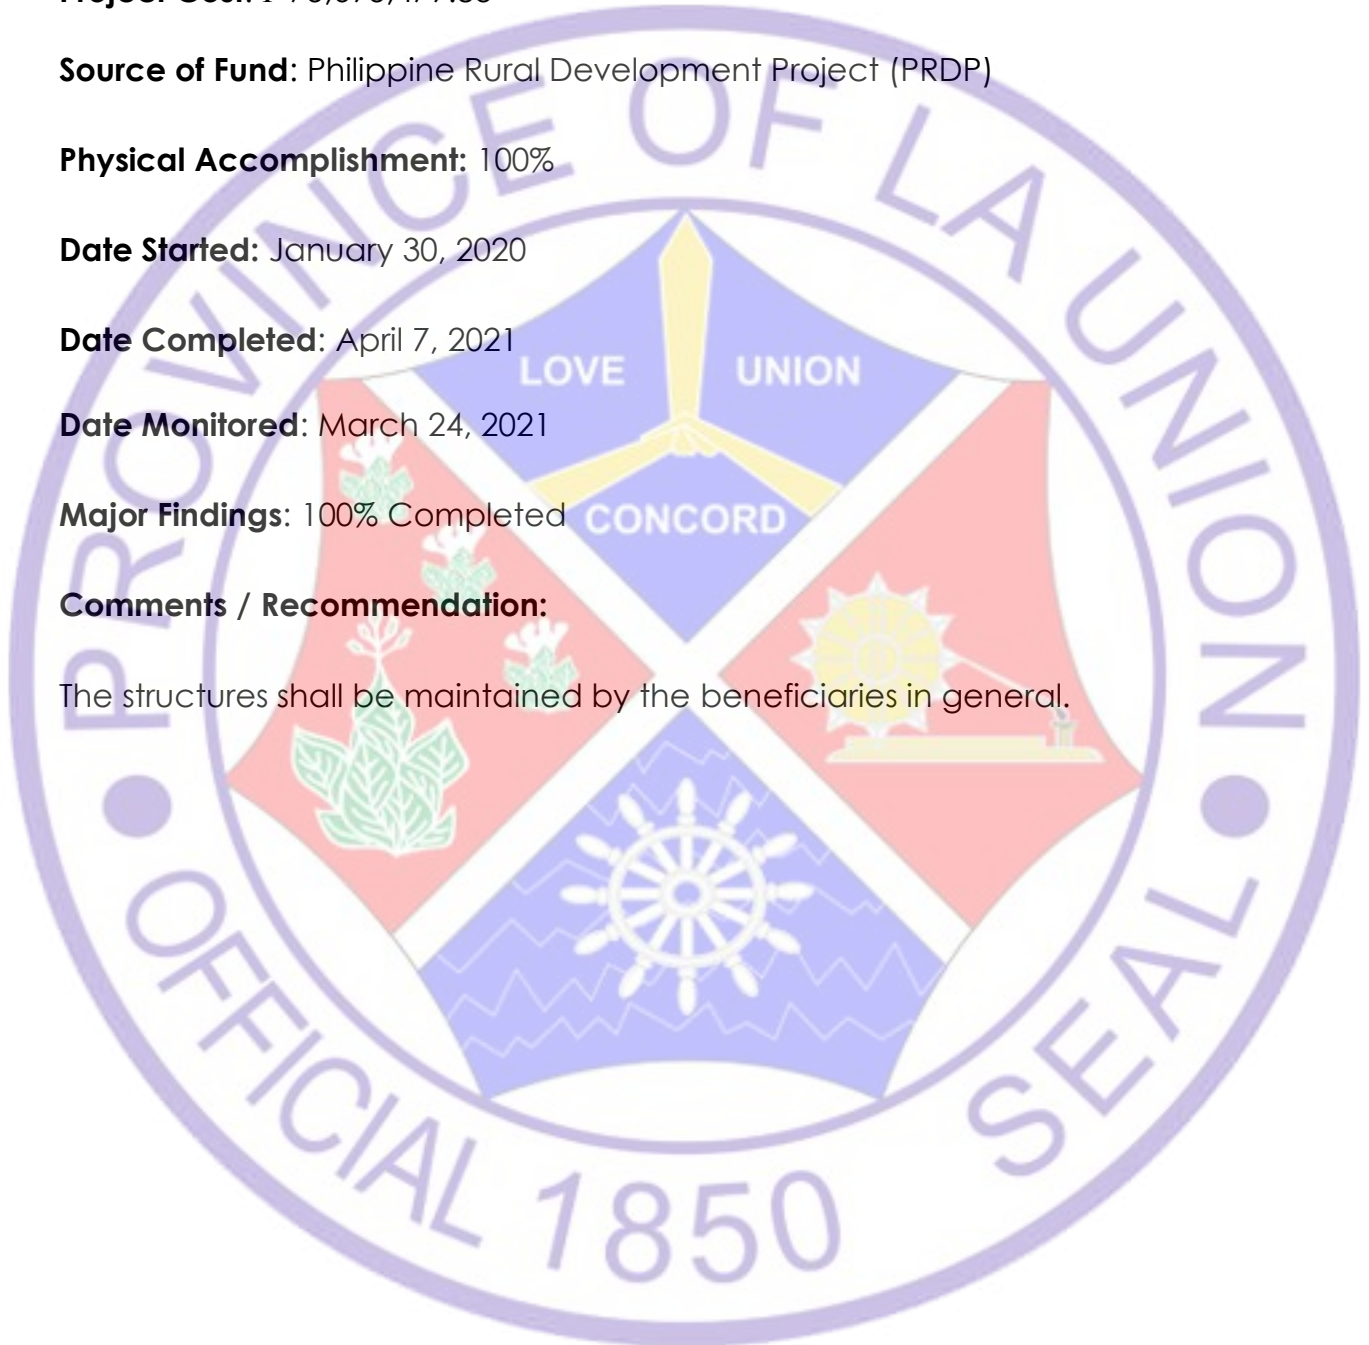 Project Cost:
Source of Fund: Philippine Rural Development Project (PRDP)
Physical Accomplishment: 100%
Date Started: January 30, 2020
Date Completed: April 7, 2021
Date Monitored: March 24, 2021
Major Findings: 100% Completed
Comments / Recommendation:
The structures shall be maintained by the beneficiaries in general.
PROVINCE OF LA UNION
LOVE UNION
CONCORD
OFFICIAL SEAL
1850